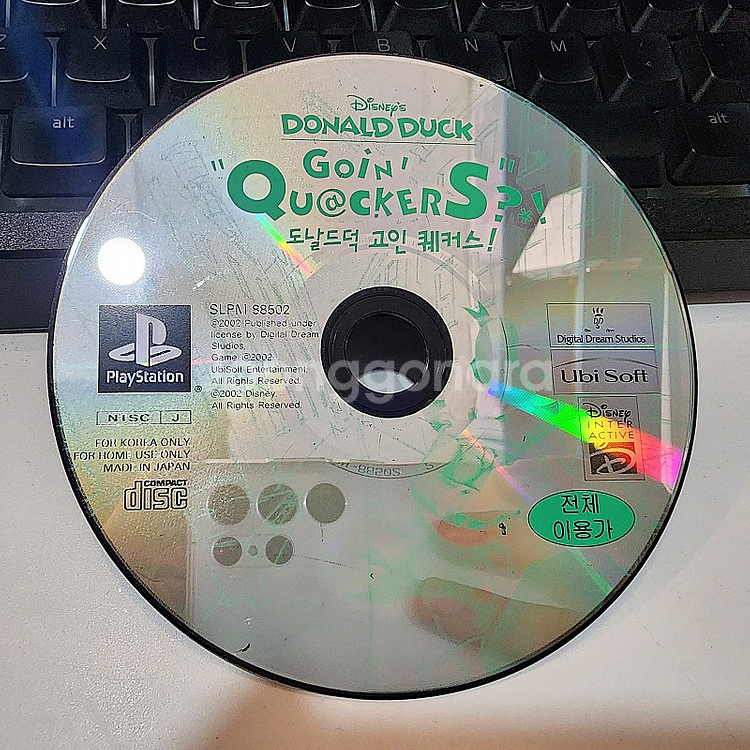 Z X C V B N M
alt
alt
Disney's
DONALD DUCK
GOIN'
"QU@CKERS?*!"
도날드덕 고인 퀘커스!
PlayStation
®
SLPM 88502
©2002 Published under
license by Digital Dream
Studios,
Game ©2002.
UbiSoft Entertainment.
All Rights Reserved.
©2002 Disney.
All Rights Reserved.
NTSC J
FOR KOREA ONLY
FOR HOME USE ONLY
MADE IN JAPAN
COMPACT
disc
Digital Dream Studios
Ubi Soft
Disney
INTER
ACTIVE
D
전체
이용가